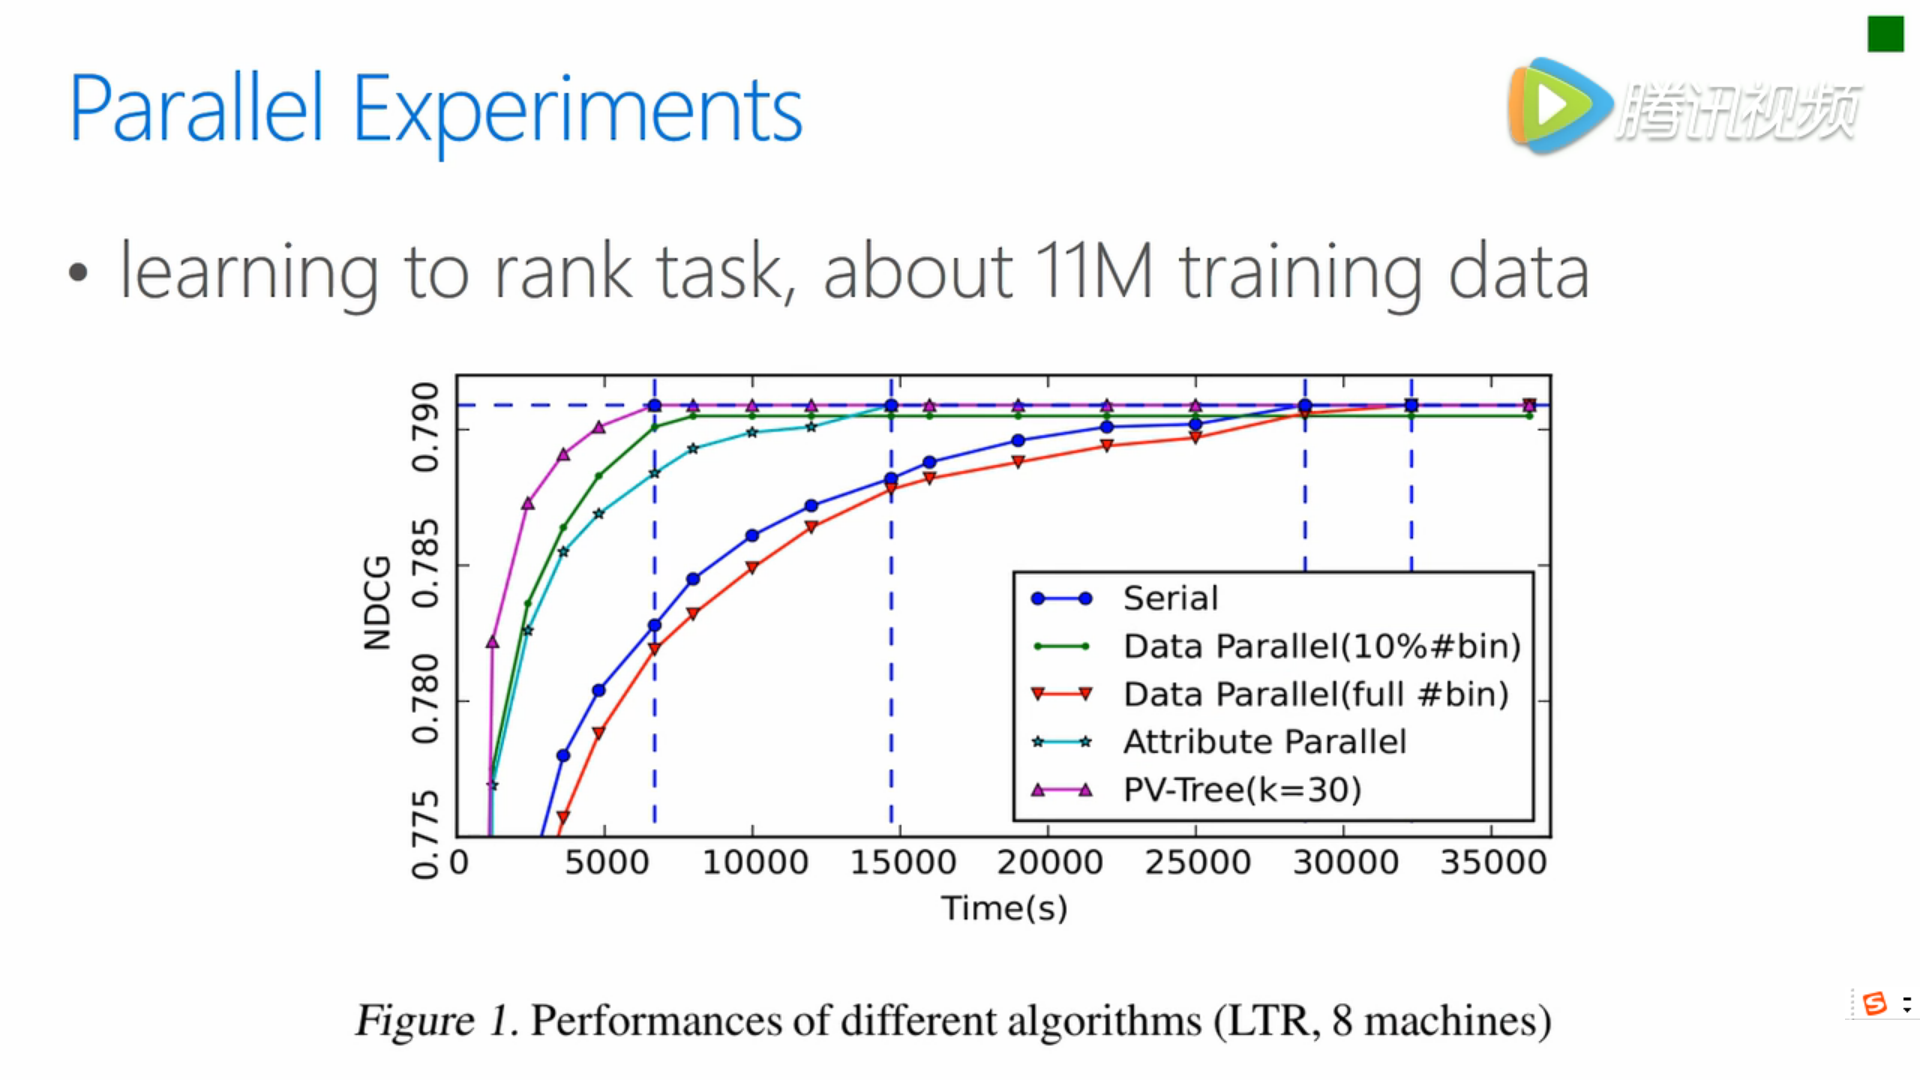 Parallel Experiments
腾讯视频
• learning to rank task, about 11M training data
NDCG
0.790
0.785
0.780
0.775
Serial
Data Parallel(10%#bin)
Data Parallel(full #bin)
Attribute Parallel
PV-Tree(k=30)
0 5000 10000 15000 20000 25000 30000 35000
Time(s)
Figure 1. Performances of different algorithms (LTR, 8 machines)
S